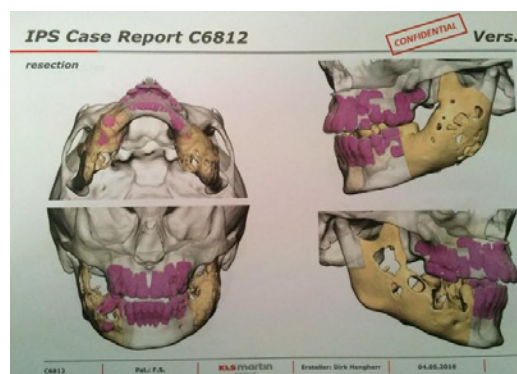 IPS Case Report C6812
CONFIDENTIAL
Vers.
resection
C6812
Pat.: F.S.
KLS martin
Ersteller: Dirk Hengherr
04.05.2016